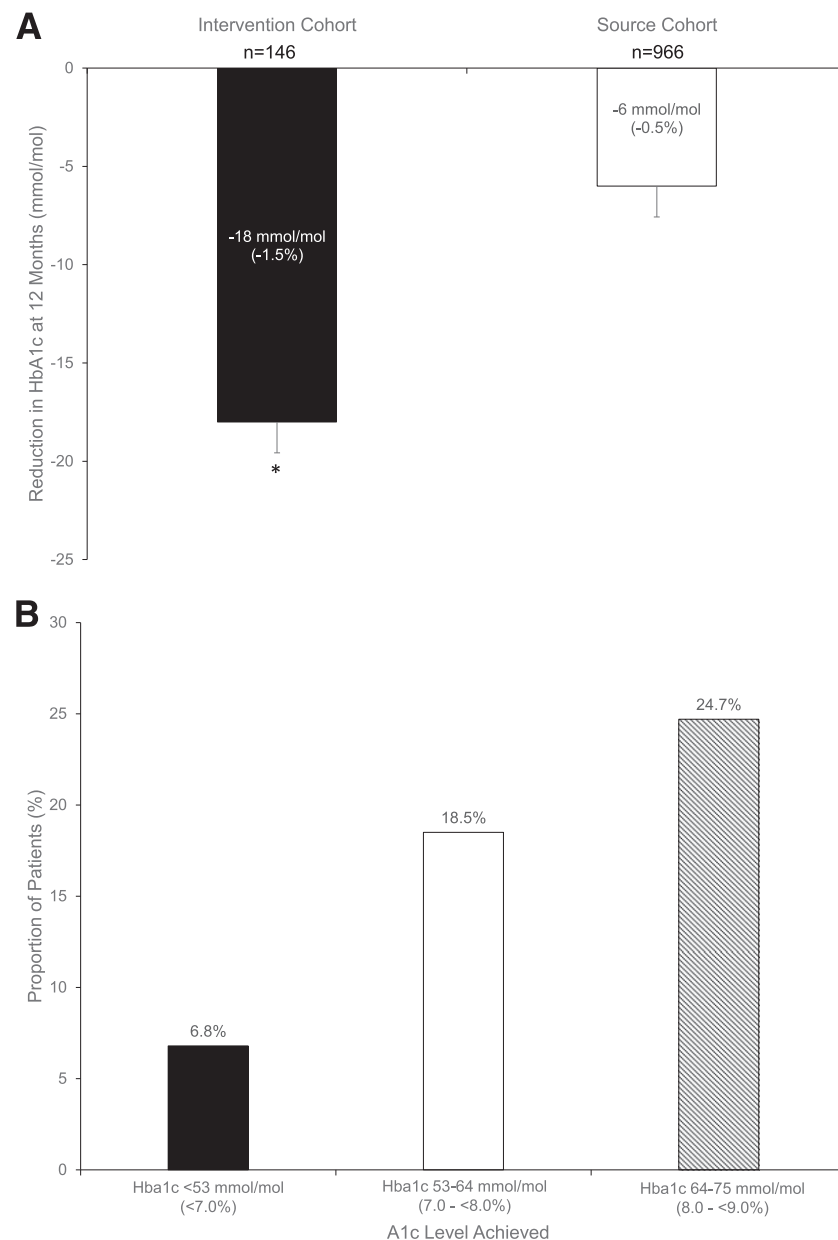 A
Intervention Cohort
Source Cohort
n=146
n=966
Reduction in HbA1c at 12 Months (mmol/mol)
0
-5
-10
-15
-20
-25
-18 mmol/mol
(-1.5%)
-6 mmol/mol
(-0.5%)
*
B
Proportion of Patients (%)
30
25
20
15
10
5
0
6.8%
18.5%
24.7%
Hba1c <53 mmol/mol
(<7.0%)
Hba1c 53-64 mmol/mol
(7.0 - <8.0%)
Hba1c 64-75 mmol/mol
(8.0 - <9.0%)
A1c Level Achieved